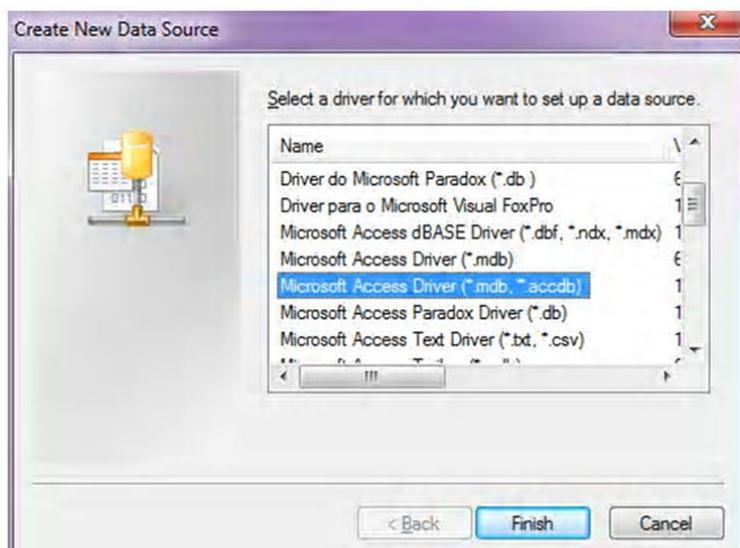 Create New Data Source
Select a driver for which you want to set up a data source.
Name
Driver do Microsoft Paradox (*.db )
Driver para o Microsoft Visual FoxPro
Microsoft Access dBASE Driver (*.dbf, *.ndx, *.mdx)
Microsoft Access Driver (*.mdb)
Microsoft Access Driver (*.mdb, *.accdb)
Microsoft Access Paradox Driver (*.db)
Microsoft Access Text Driver (*.txt, *.csv)
< Back
Finish
Cancel